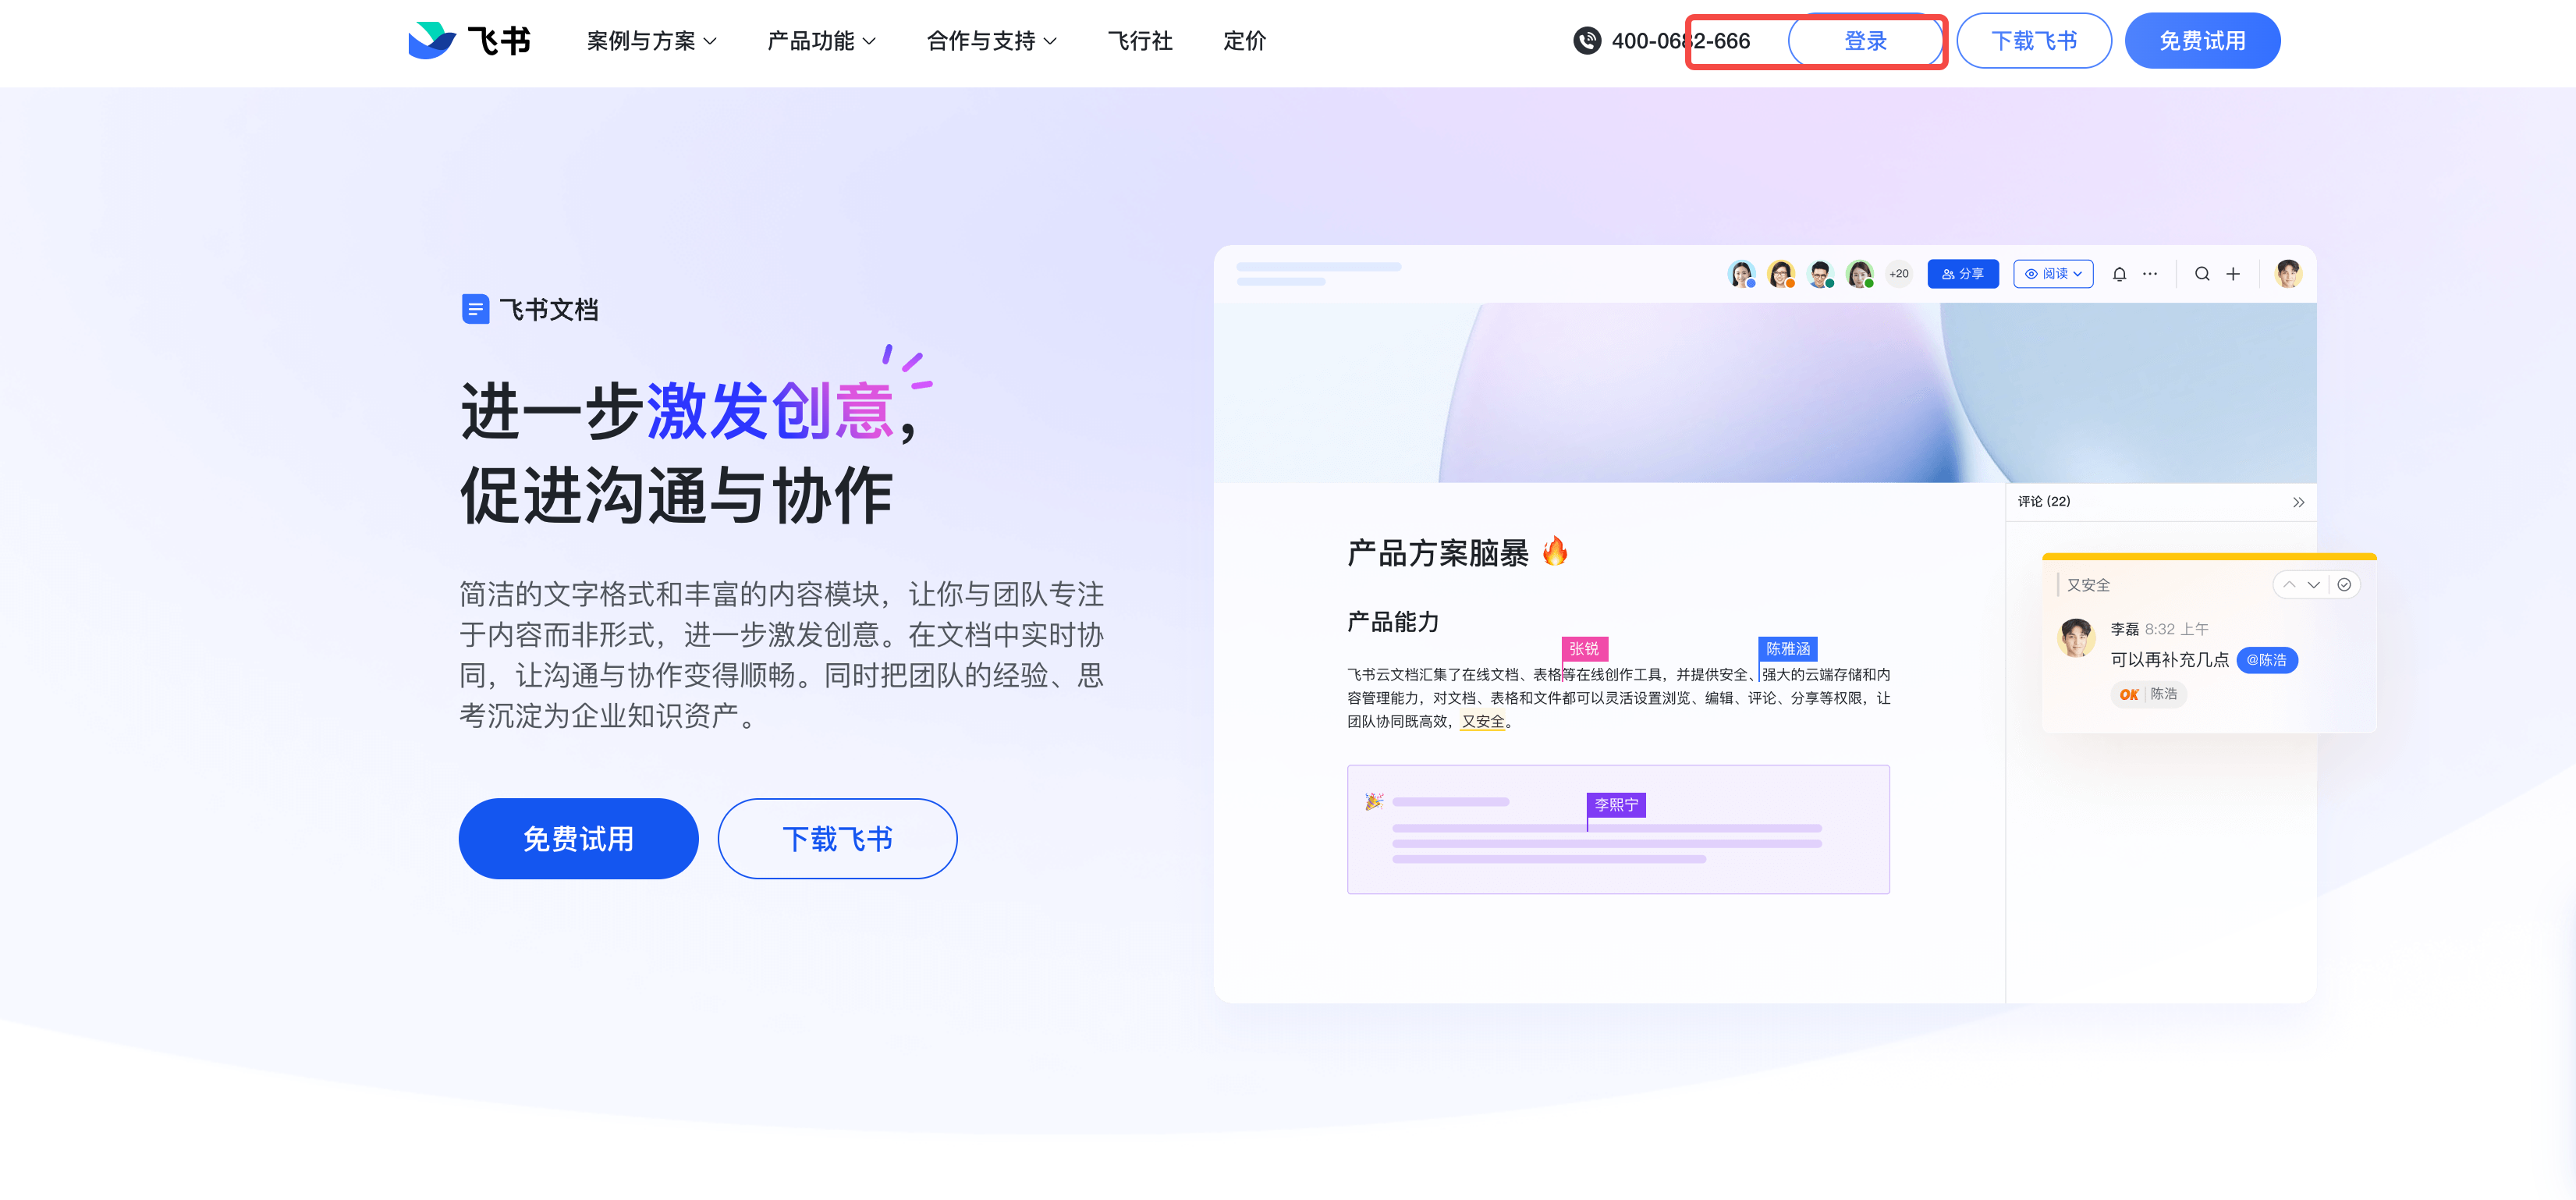 飞书
案例与方案
产品功能
合作与支持
飞行社
定价
400-0682-666
登录
下载飞书
免费试用
飞书文档
进一步激发创意，
促进沟通与协作
简洁的文字格式和丰富的内容模块，让你与团队专注
于内容而非形式，进一步激发创意。在文档中实时协
同，让沟通与协作变得顺畅。同时把团队的经验、思
考沉淀为企业知识资产。
免费试用
下载飞书
+20
分享
阅读
产品方案脑暴
产品能力
张锐
陈雅涵
飞书云文档汇集了在线文档、表格等在线创作工具，并提供安全、强大的云端存储和内
容管理能力，对文档、表格和文件都可以灵活设置浏览、编辑、评论、分享等权限，让
团队协同既高效，又安全。
李熙宁
评论 (22)
又安全
李磊 8:32 上午
可以再补充几点 @陈浩
OK 陈浩